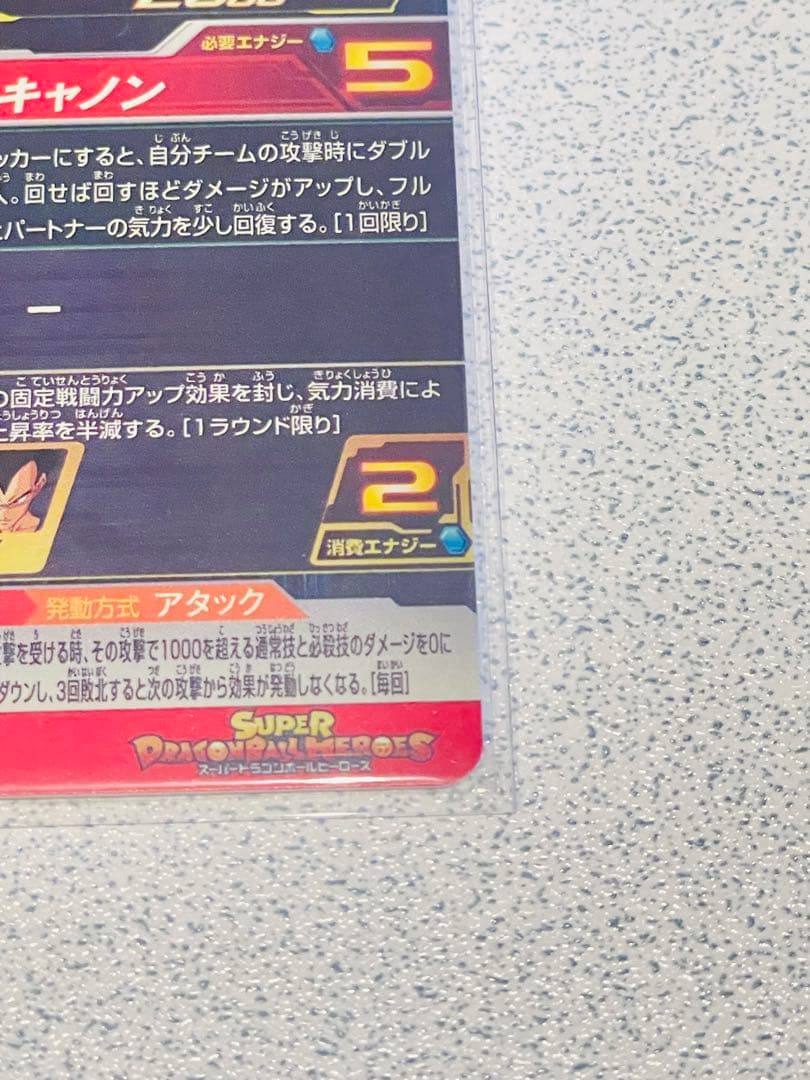 必要エナジー 5
キャノン
ッカーにすると、自分チームの攻撃時にダブル
。回せば回すほどダメージがアップし、フル
パートナーの気力を少し回復する。[1回限り]
ー
の固定戦闘力アップ効果を封じ、気力消費によ
昇率を半減する。[1ラウンド限り]
2
消費エナジー
発動方式 アタック
撃を受ける時、その攻撃で1000を超える通常技と必殺技のダメージを0に
ダウンし、3回敗北すると次の攻撃から効果が発動しなくなる。[毎回]
SUPER
DRAGONBALL HEROES
スーパードラゴンボールヒーローズ